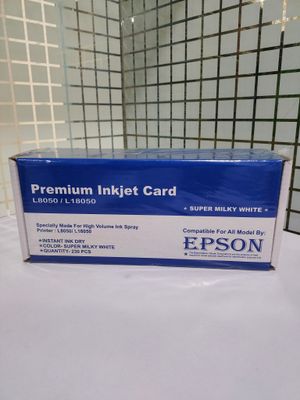 Premium Inkjet Card
L8050 / L18050
★ SUPER MILKY WHITE ★
Specially Made For High Volume Ink Spray
Printer : L8050/ L18050
★ INSTANT INK DRY
★ COLOR- SUPER MILKY WHITE
★ QUANTITY- 230 PCS
Compatible For All Model By:
EPSON